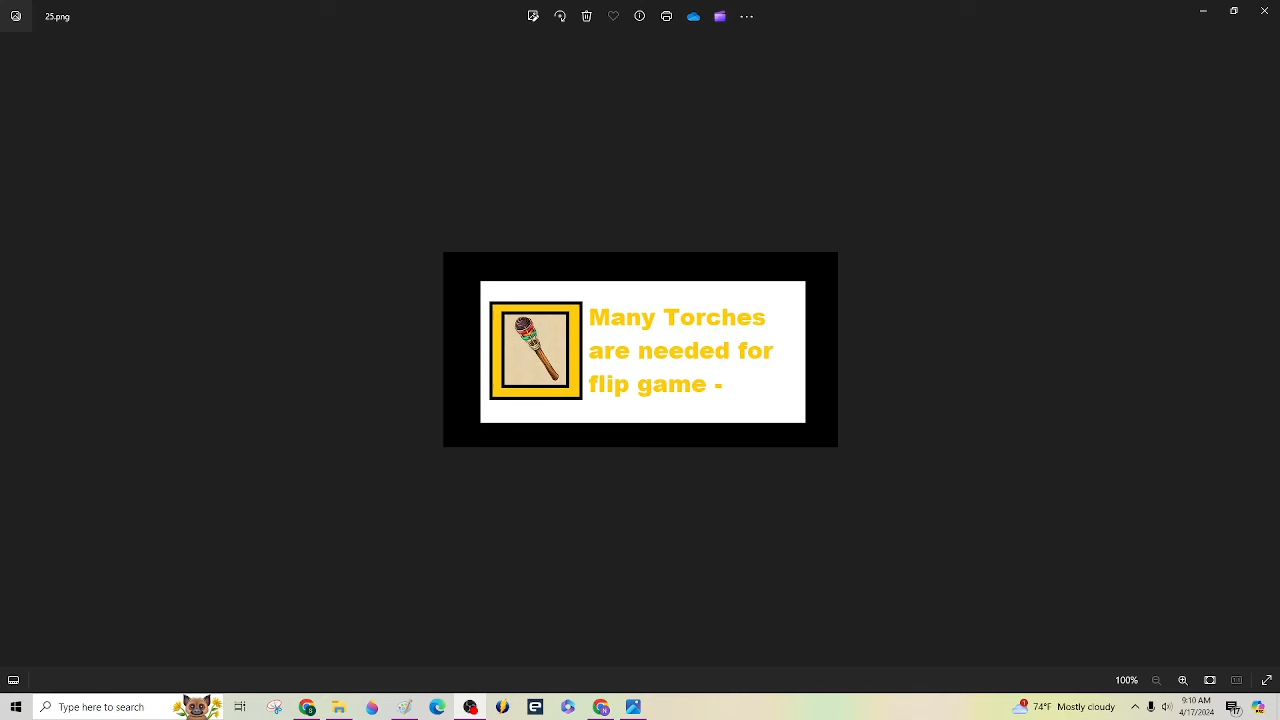 25.png
Many Torches
are needed for
flip game -
100%
Type here to search
74°F Mostly cloudy
9:10 AM
4/17/2024